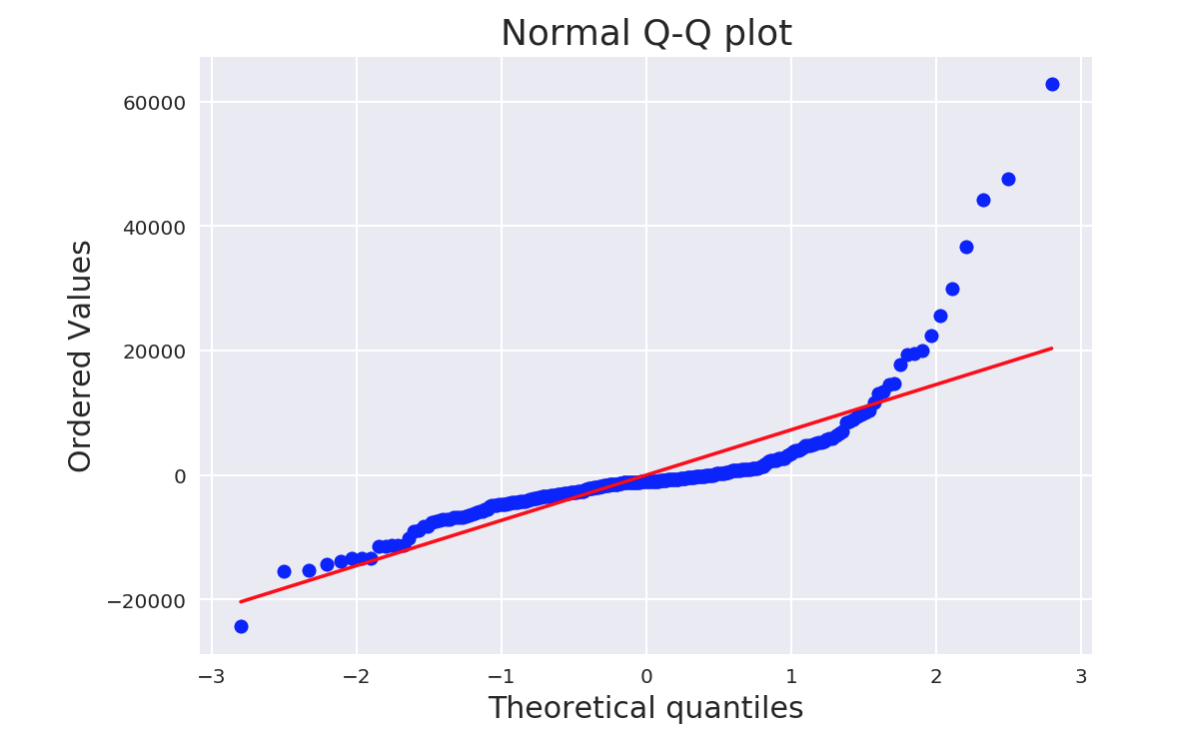 Normal Q-Q plot
60000
40000
20000
0
−20000
Ordered Values
−3 −2 −1 0 1 2 3
Theoretical quantiles